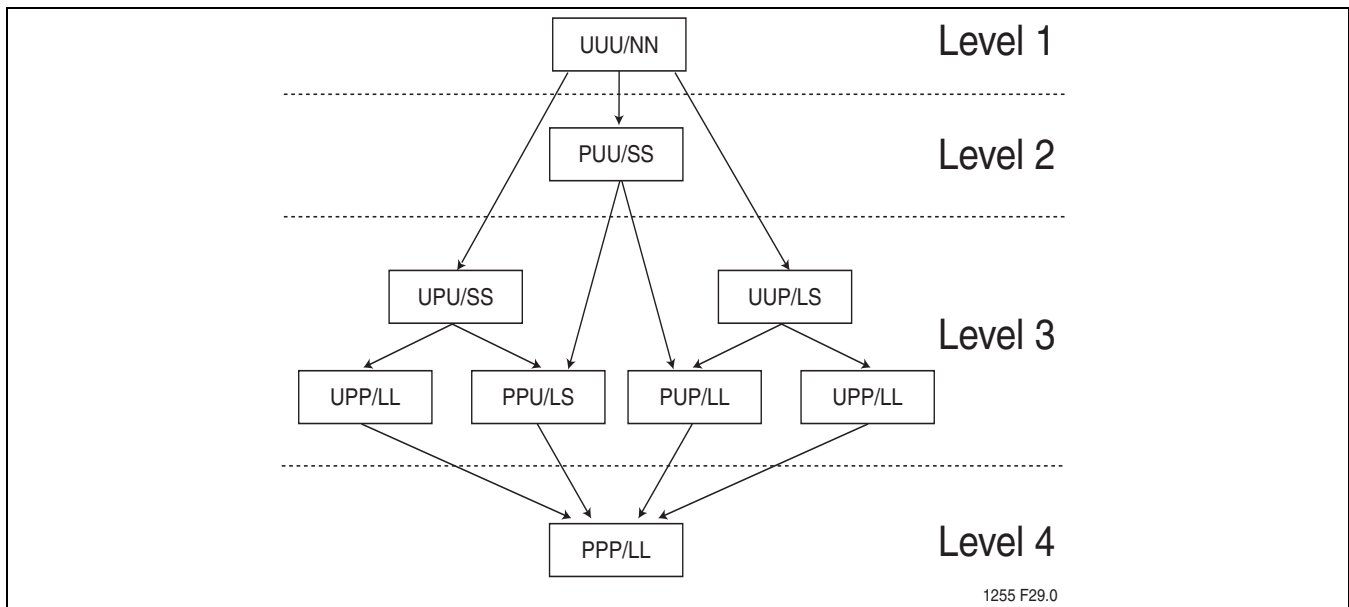 UUU/NN
Level 1
PUU/SS
Level 2
UPU/SS
UUP/LS
Level 3
UPP/LL
PPU/LS
PUP/LL
UPP/LL
PPP/LL
Level 4
1255 F29.0